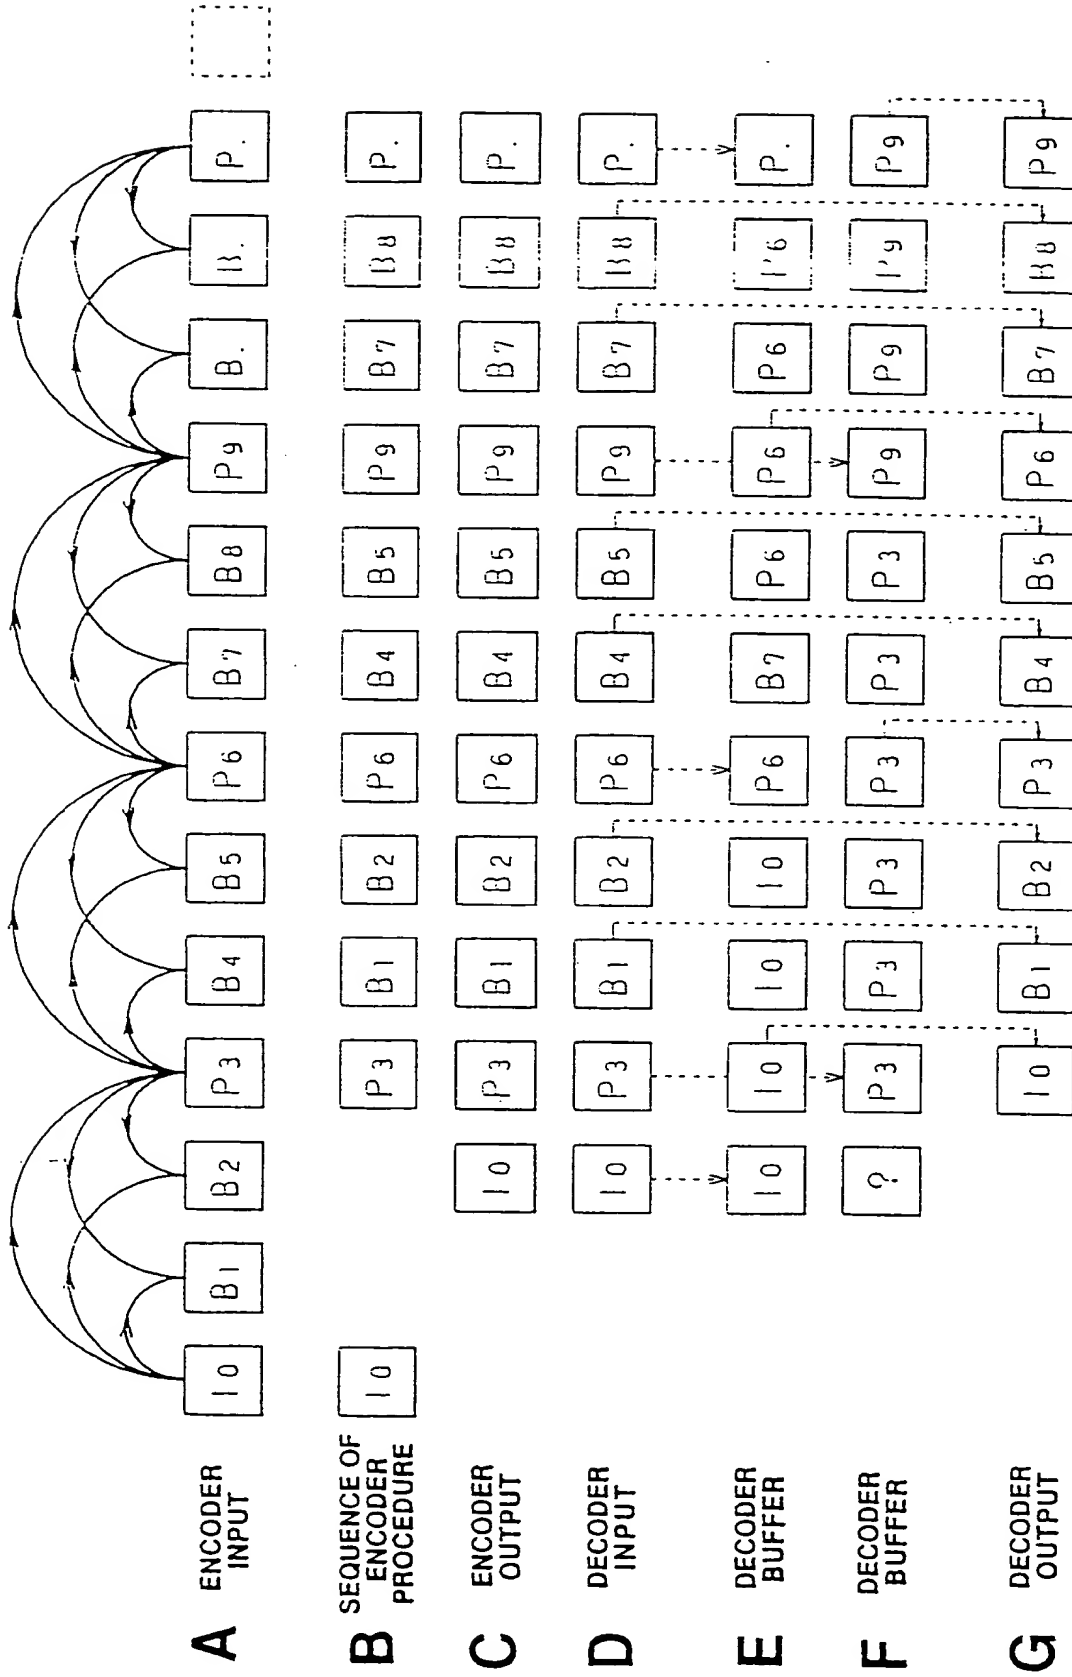 A ENCODER
INPUT
I0 B1 B2 P3 B4 B5 P6 B7 B8 P9 B. B. P.
B SEQUENCE OF
ENCODER
PROCEDURE
I0 P3 B1 B2 P6 B4 B5 P9 B7 B8 P.
C ENCODER
OUTPUT
I0 P3 B1 B2 P6 B4 B5 P9 B7 B8 P.
D DECODER
INPUT
I0 P3 B1 B2 P6 B4 B5 P9 B7 B8 P.
E DECODER
BUFFER
I0 I0 I0 I0 P6 B7 P6 P6 P6 P6 P.
F DECODER
BUFFER
? P3 P3 P3 P3 P3 P3 P9 P9 P9 P9
G DECODER
OUTPUT
I0 B1 B2 P3 B4 B5 P6 B7 B8 P9